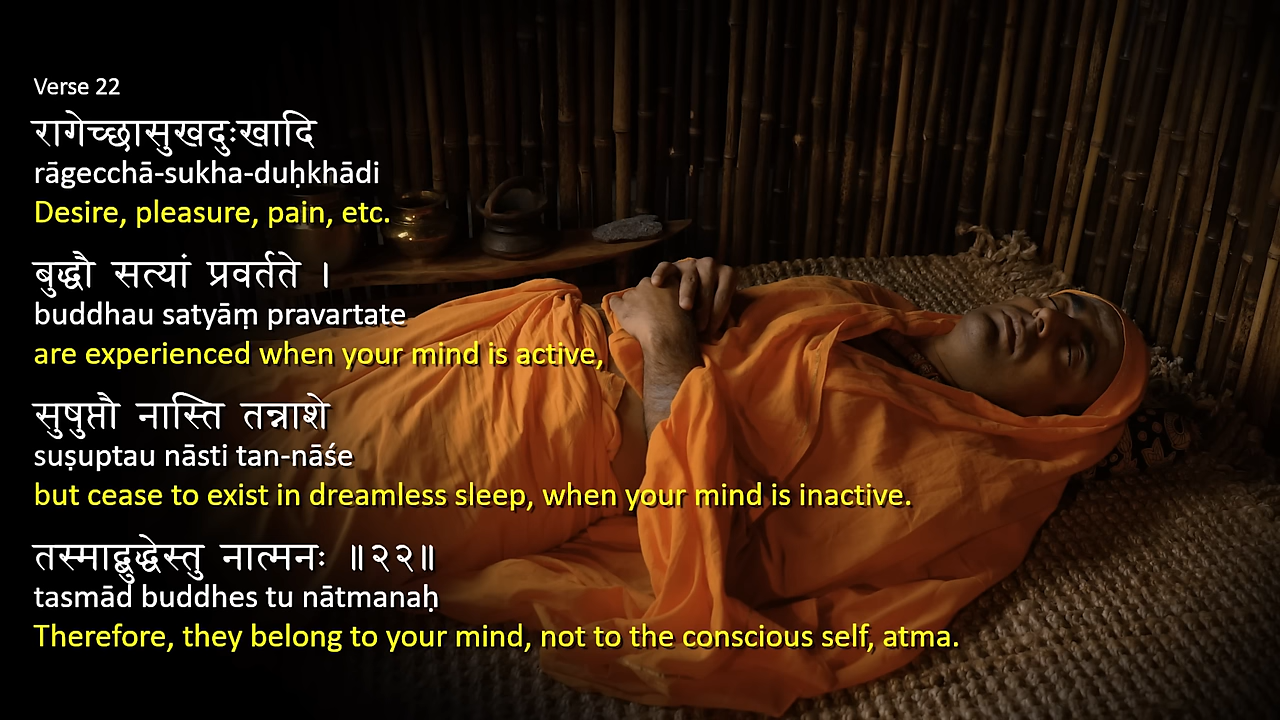 Verse 22
रागेच्छासुखदुःखादि
rāgecchā-sukha-duḥkhādi
Desire, pleasure, pain, etc.
बुद्धौ सत्यां प्रवर्तते ।
buddhau satyāṃ pravartate
are experienced when your mind is active,
सुषुप्तौ नास्ति तन्नाशे
suṣuptau nāsti tan-nāśe
but cease to exist in dreamless sleep, when your mind is inactive.
तस्माद्बुद्धेस्तु नात्मनः ॥२२॥
tasmād buddhes tu nātmanaḥ
Therefore, they belong to your mind, not to the conscious self, atma.